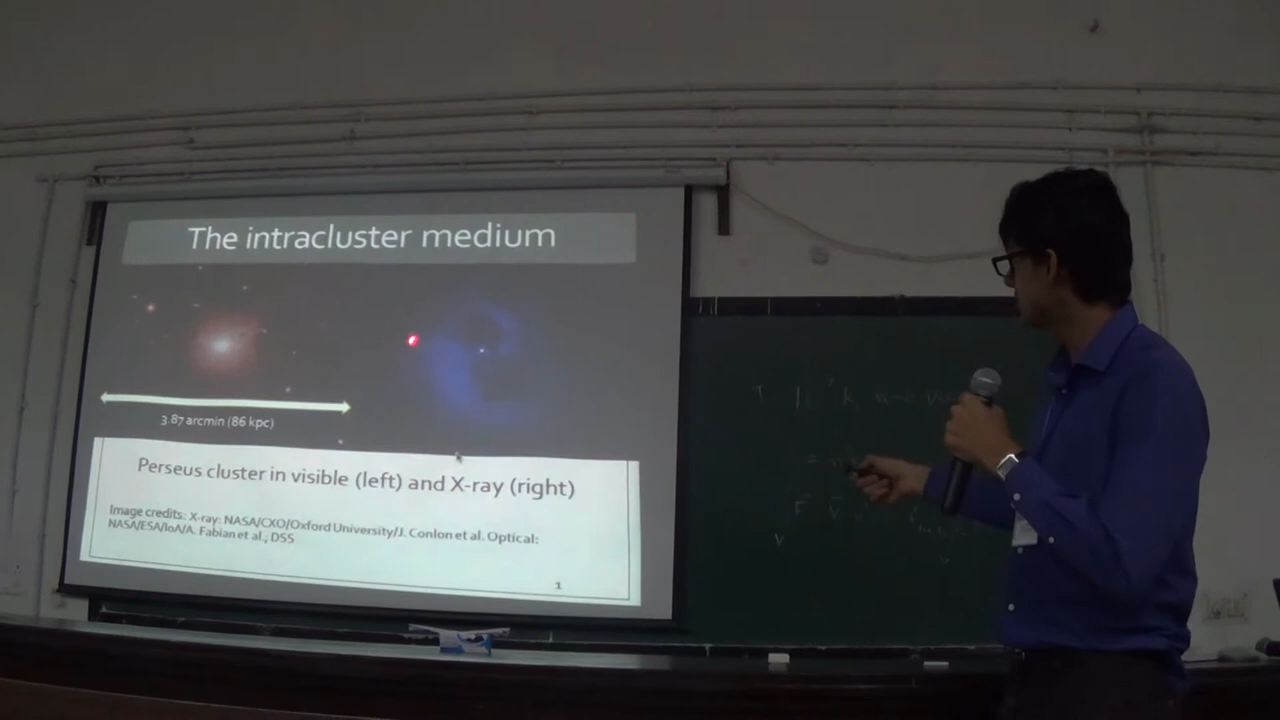 The intracluster medium
3.87 arcmin (86 kpc)
Perseus cluster in visible (left) and X-ray (right)
Image credits: X-ray: NASA/CXO/Oxford University/J. Conlon et al. Optical:
NASA/ESA/IoA/A. Fabian et al., DSS
1